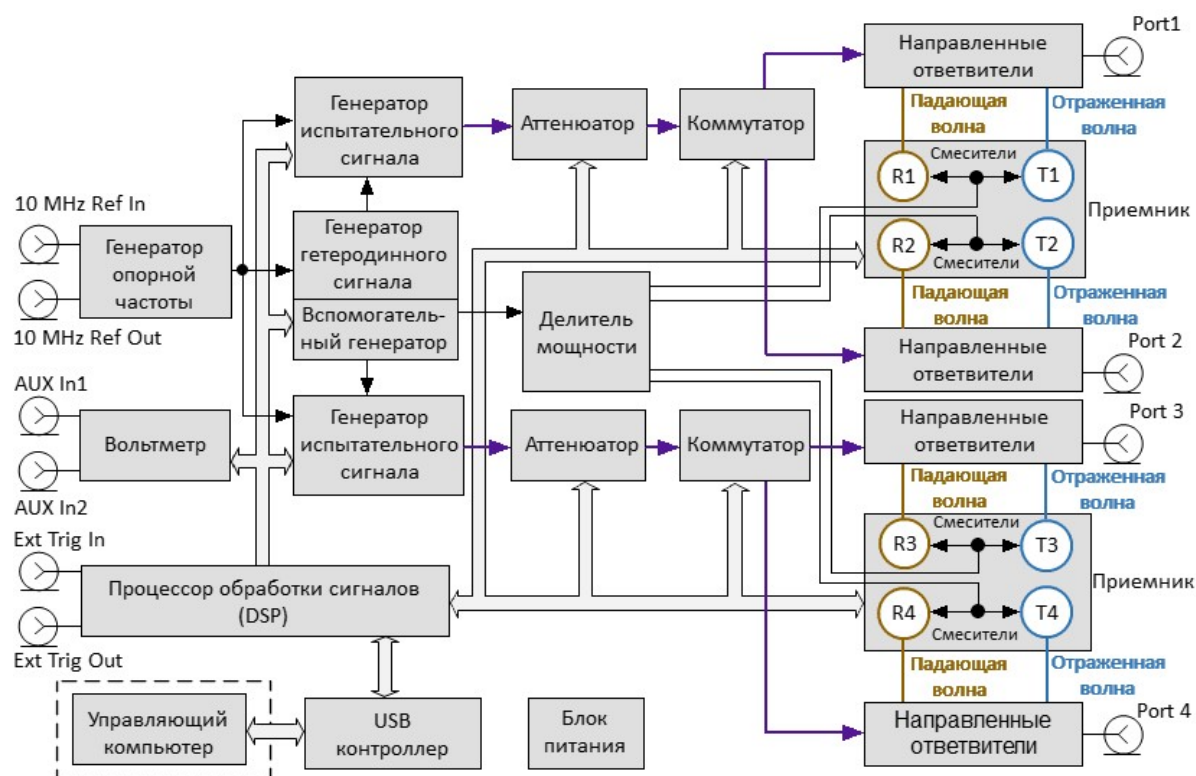 Port1
Направленные
ответвители
Генератор
испытательного
сигнала
Аттенюатор
Коммутатор
Падающая
волна
Отраженная
волна
Смесители
R1
T1
Приемник
R2
T2
Смесители
10 MHz Ref In
Генератор
опорной
частоты
10 MHz Ref Out
Генератор
гетеродинного
сигнала
Вспомогатель-
ный генератор
Делитель
мощности
Падающая
волна
Отраженная
волна
Направленные
ответвители
Port 2
AUX In1
Вольтметр
AUX In2
Генератор
испытательного
сигнала
Аттенюатор
Коммутатор
Направленные
ответвители
Port 3
Падающая
волна
Отраженная
волна
Смесители
R3
T3
Приемник
R4
T4
Смесители
Ext Trig In
Процессор обработки сигналов
(DSP)
Ext Trig Out
Падающая
волна
Отраженная
волна
Управляющий
компьютер
USB
контроллер
Блок
питания
Направленные
ответвители
Port 4